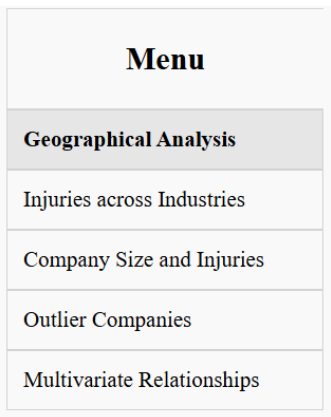 Menu
Geographical Analysis
Injuries across Industries
Company Size and Injuries
Outlier Companies
Multivariate Relationships